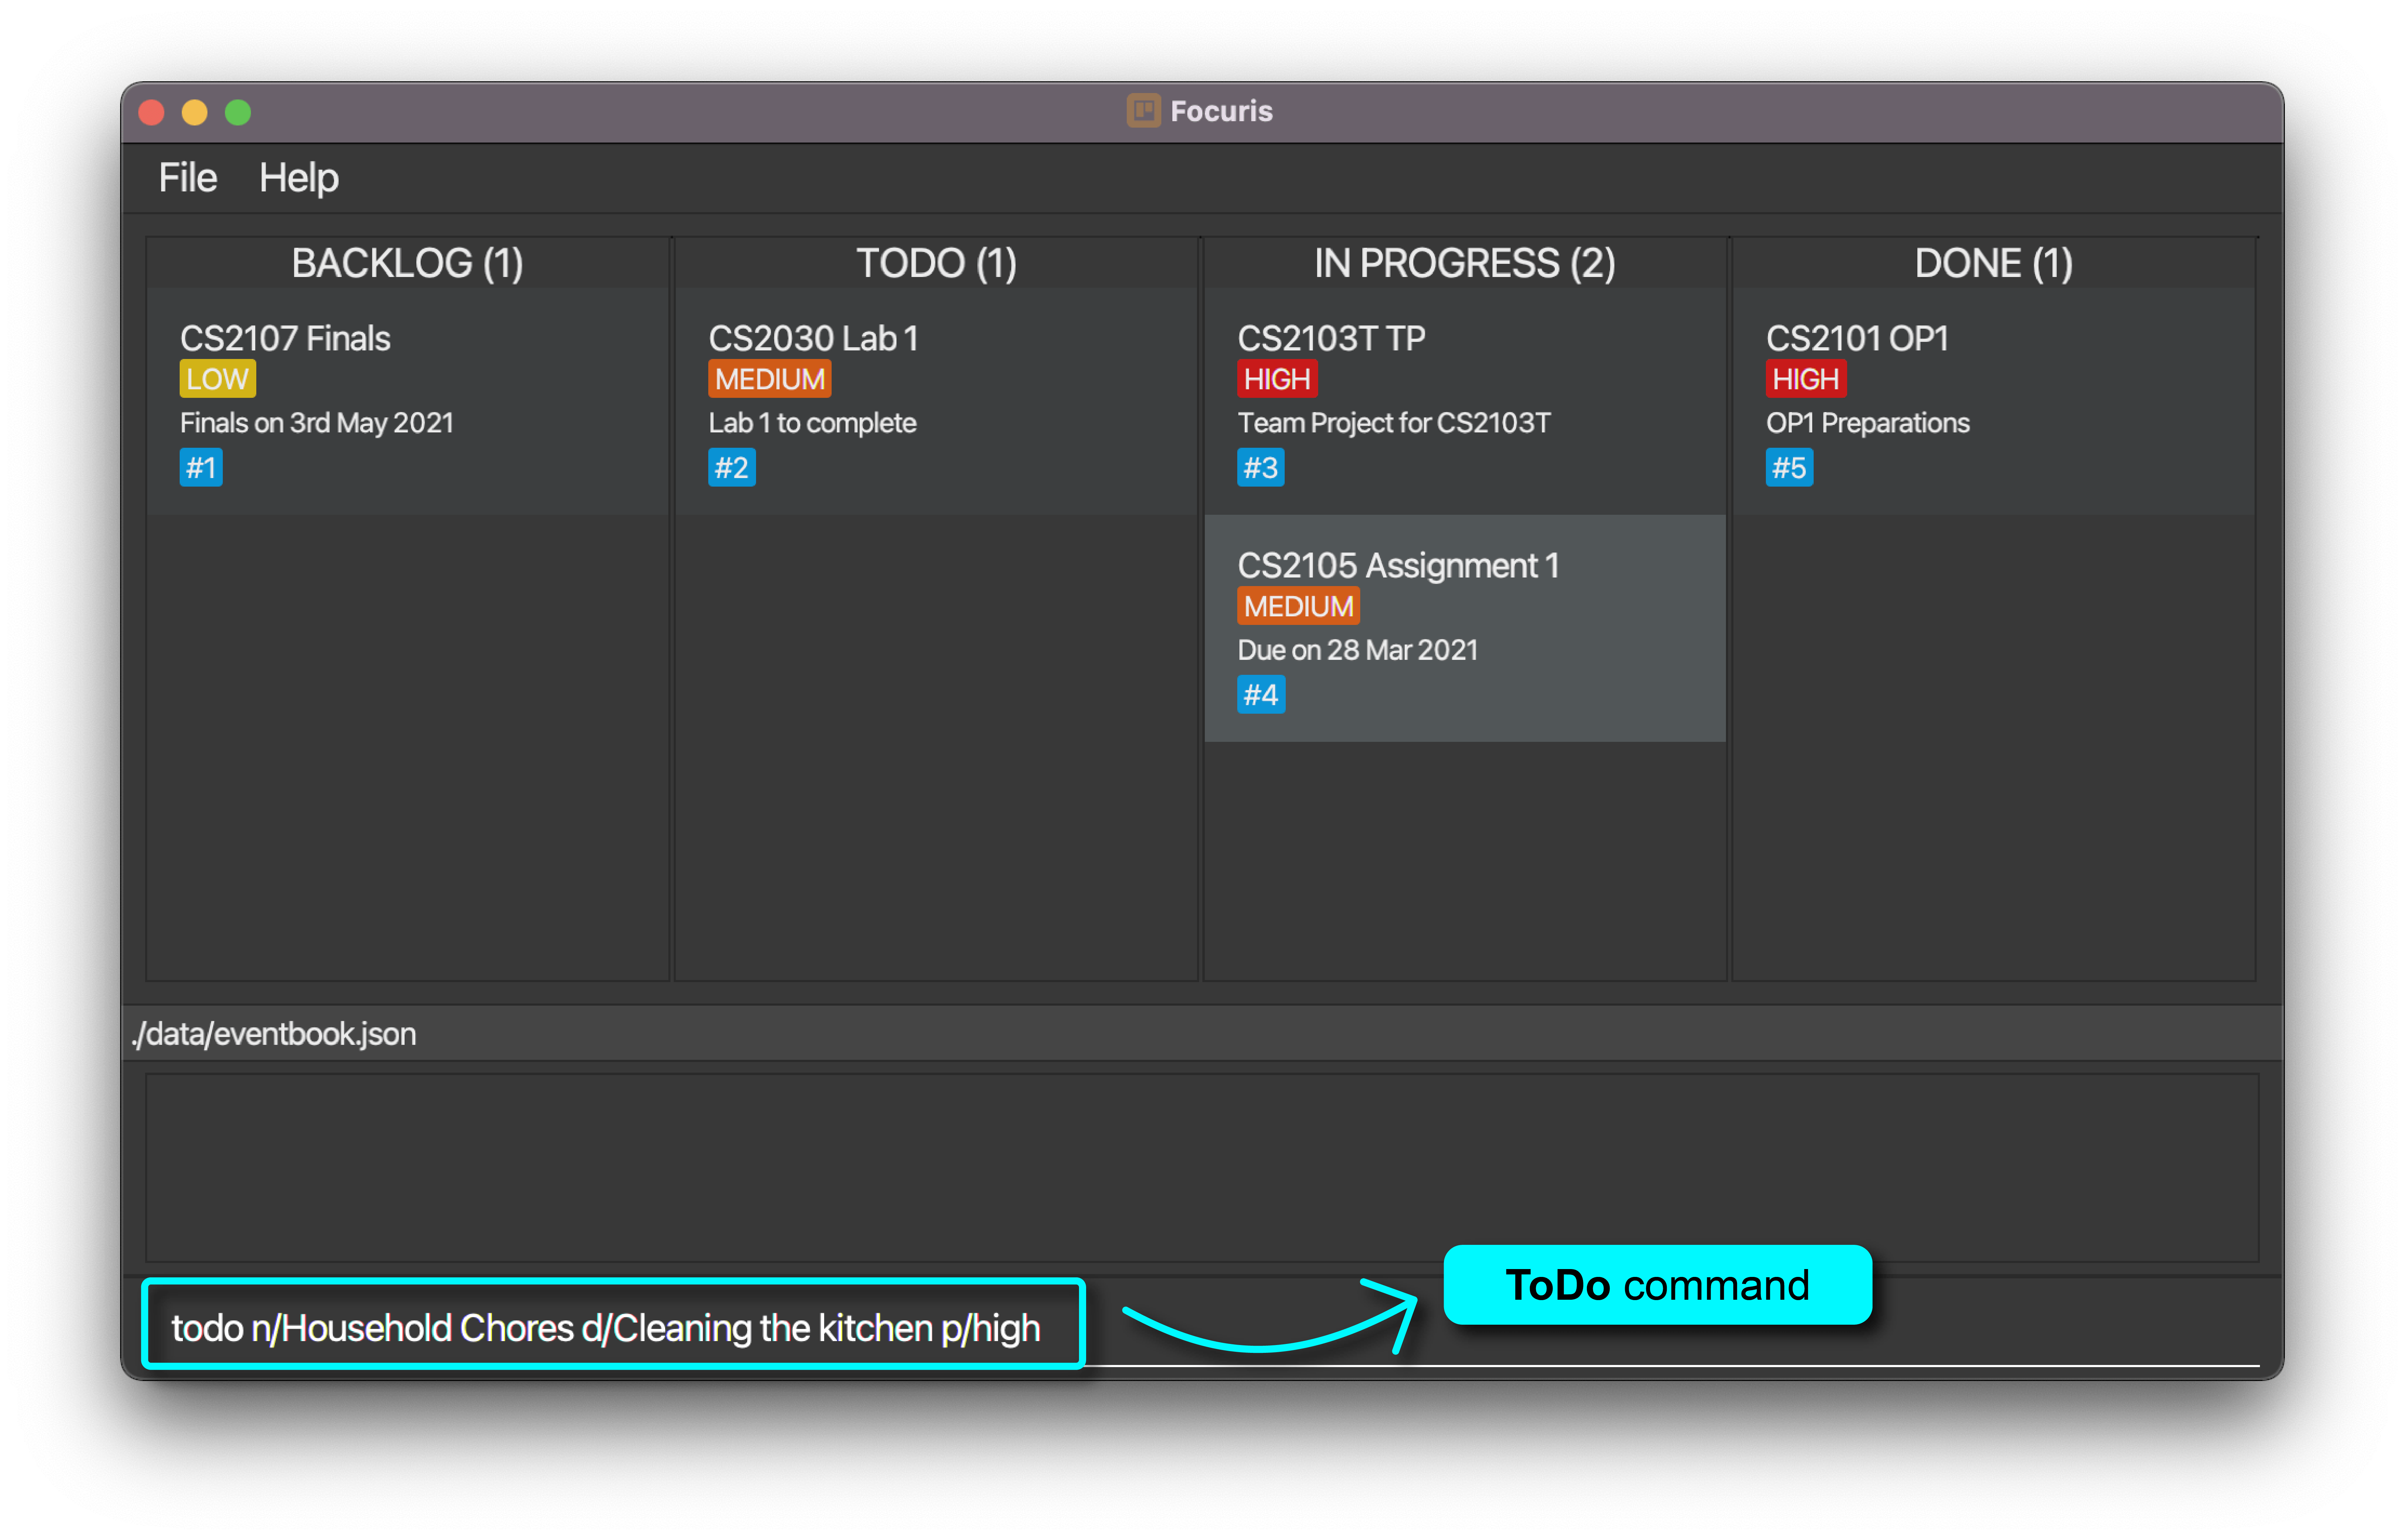 Focuris
File Help
BACKLOG (1)
CS2107 Finals
LOW
Finals on 3rd May 2021
#1
TODO (1)
CS2030 Lab 1
MEDIUM
Lab 1 to complete
#2
IN PROGRESS (2)
CS2103T TP
HIGH
Team Project for CS2103T
#3
CS2105 Assignment 1
MEDIUM
Due on 28 Mar 2021
#4
DONE (1)
CS2101 OP1
HIGH
OP1 Preparations
#5
./data/eventbook.json
ToDo command
todo n/Household Chores d/Cleaning the kitchen p/high